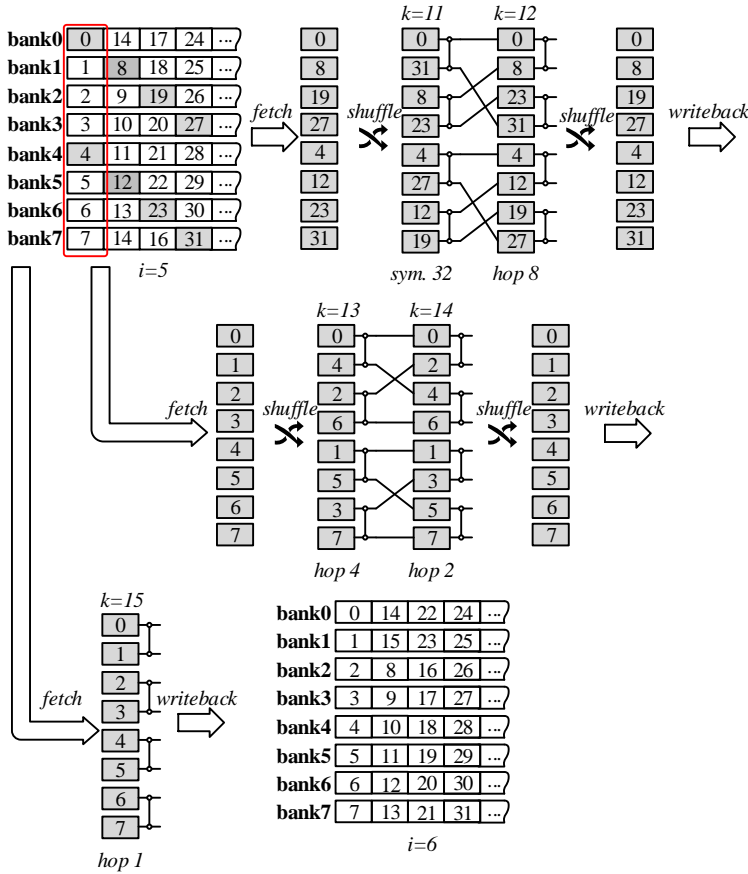 k=11 k=12
bank0 0 14 17 24 ... 0 0 0 0
bank1 1 8 18 25 ... 8 31 8 8
bank2 2 9 19 26 ... 19 8 23 19
fetch shuffle shuffle writeback
bank3 3 10 20 27 ... 27 23 31 27
bank4 4 11 21 28 ... 4 4 4 4
bank5 5 12 22 29 ... 12 27 12 12
bank6 6 13 23 30 ... 23 12 19 23
bank7 7 14 16 31 ... 31 19 27 31
i=5 sym. 32 hop 8
k=13 k=14
0 0 0 0
1 4 2 1
2 2 4 2
fetch shuffle shuffle writeback
3 6 6 3
4 1 1 4
5 5 3 5
6 3 5 6
7 7 7 7
hop 4 hop 2
k=15
0 bank0 0 14 22 24 ...
1 bank1 1 15 23 25 ...
2 bank2 2 8 16 26 ...
fetch writeback
3 bank3 3 9 17 27 ...
4 bank4 4 10 18 28 ...
5 bank5 5 11 19 29 ...
6 bank6 6 12 20 30 ...
7 bank7 7 13 21 31 ...
hop 1 i=6